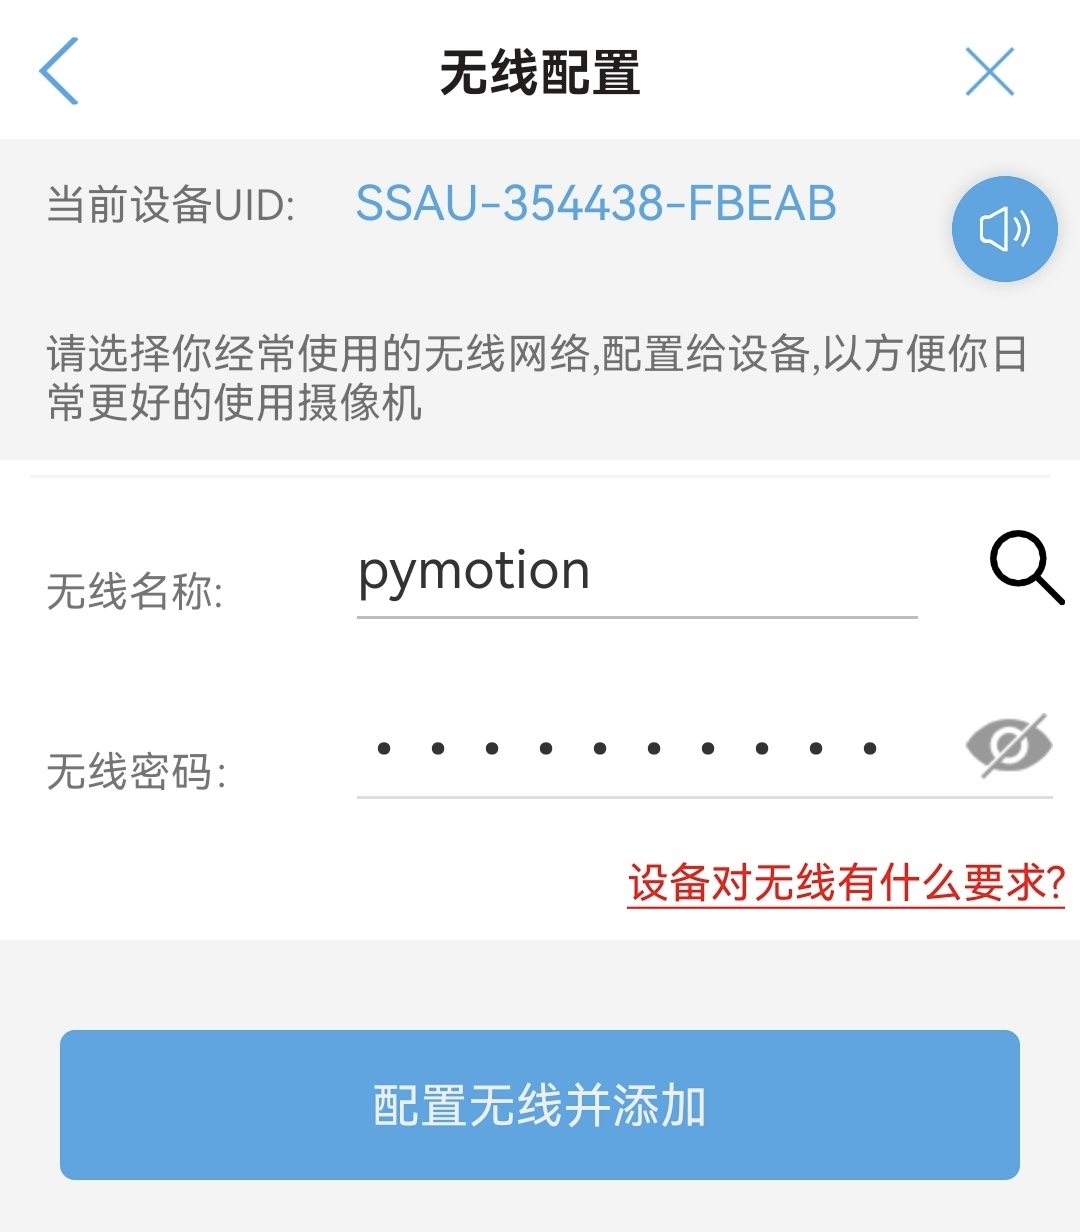 无线配置
当前设备UID: SSAU-354438-FBEAB
请选择你经常使用的无线网络,配置给设备,以方便你日
常更好的使用摄像机
无线名称: pymotion
无线密码: ••••••••••
设备对无线有什么要求?
配置无线并添加